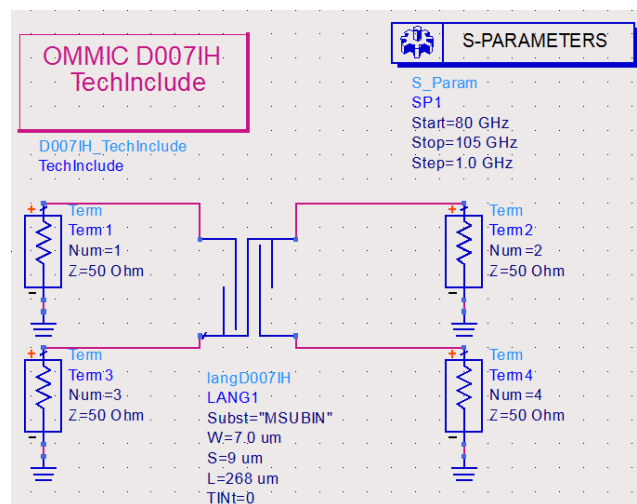 OMMIC D007IH
TechInclude
D007IH_TechInclude
TechInclude
S-PARAMETERS
S_Param
SP1
Start=80 GHz
Stop=105 GHz
Step=1.0 GHz
+
Term
Term1
Num=1
Z=50 Ohm
-
+
Term
Term2
Num=2
Z=50 Ohm
-
+
Term
Term3
Num=3
Z=50 Ohm
-
langD007IH
LANG1
Subst="MSUBIN"
W=7.0 um
S=9 um
L=268 um
TINt=0
+
Term
Term4
Num=4
Z=50 Ohm
-